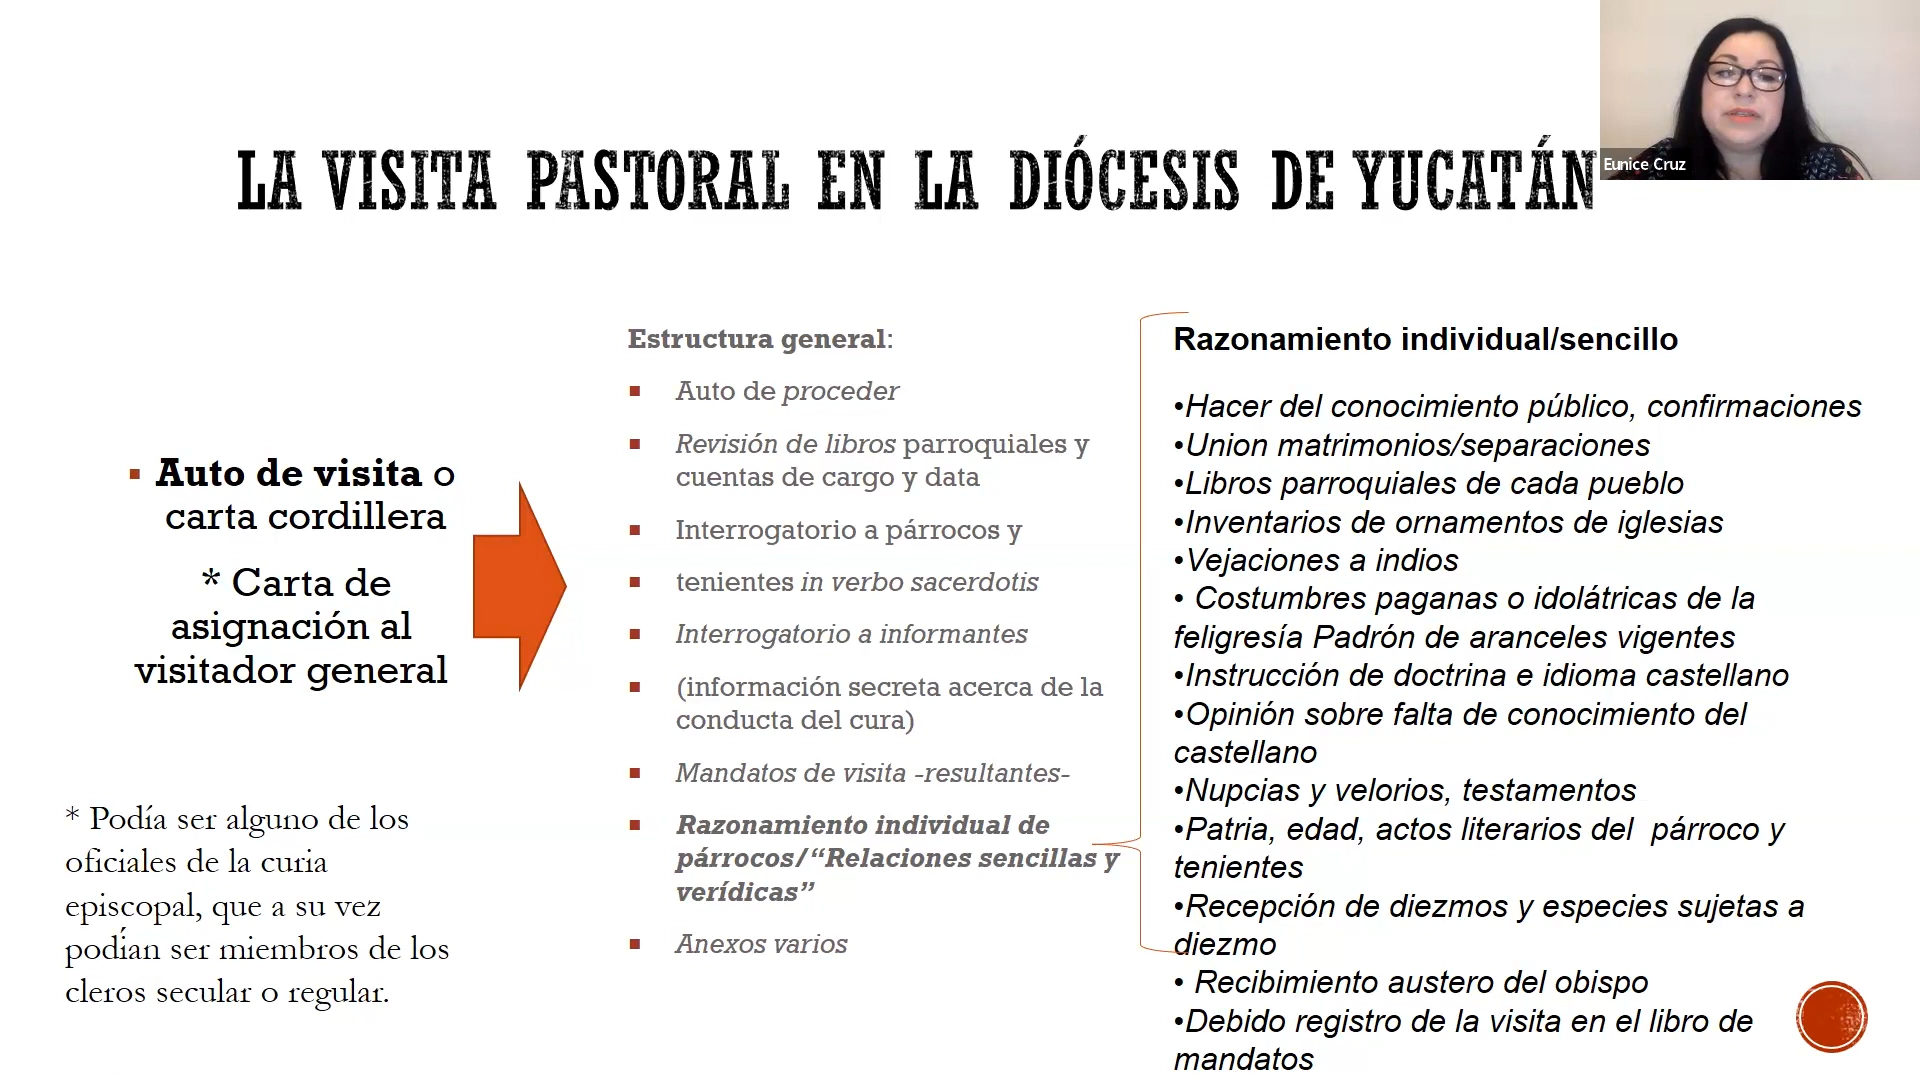 LA VISITA PASTORAL EN LA DIÓCESIS DE YUCATÁN
Eunice Cruz
▪ Auto de visita o
carta cordillera
* Carta de
asignación al
visitador general
* Podía ser alguno de los
oficiales de la curia
episcopal, que a su vez
podían ser miembros de los
cleros secular o regular.
Estructura general:
▪ Auto de proceder
▪ Revisión de libros parroquiales y
cuentas de cargo y data
▪ Interrogatorio a párrocos y
▪ tenientes in verbo sacerdotis
▪ Interrogatorio a informantes
▪ (información secreta acerca de la
conducta del cura)
▪ Mandatos de visita -resultantes-
▪ Razonamiento individual de
párrocos/“Relaciones sencillas y
verídicas”
▪ Anexos varios
Razonamiento individual/sencillo
•Hacer del conocimiento público, confirmaciones
•Union matrimonios/separaciones
•Libros parroquiales de cada pueblo
•Inventarios de ornamentos de iglesias
•Vejaciones a indios
• Costumbres paganas o idolátricas de la
feligresía Padrón de aranceles vigentes
•Instrucción de doctrina e idioma castellano
•Opinión sobre falta de conocimiento del
castellano
•Nupcias y velorios, testamentos
•Patria, edad, actos literarios del  párroco y
tenientes
•Recepción de diezmos y especies sujetas a
diezmo
• Recibimiento austero del obispo
•Debido registro de la visita en el libro de
mandatos